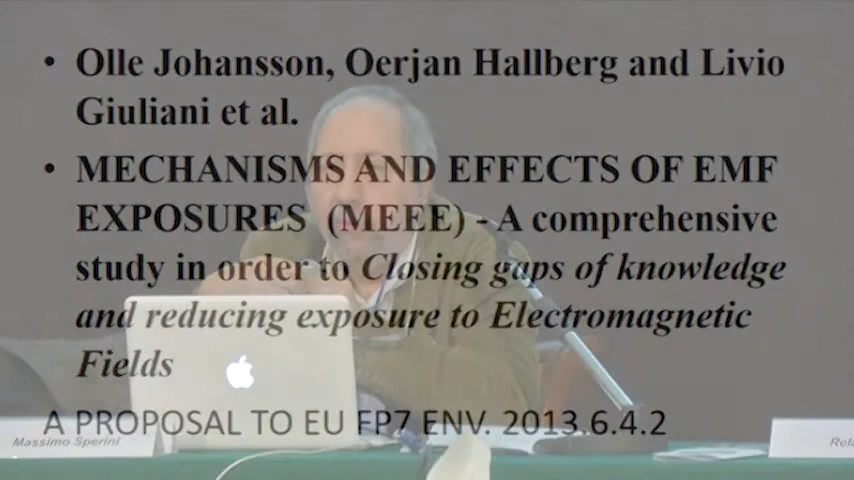 • Olle Johansson, Oerjan Hallberg and Livio
Giuliani et al.
• MECHANISMS AND EFFECTS OF EMF
EXPOSURES (MEEE) - A comprehensive
study in order to Closing gaps of knowledge
and reducing exposure to Electromagnetic
Fields
A PROPOSAL TO EU FP7 ENV. 2013.6.4.2
Massimo Sperini
Rela